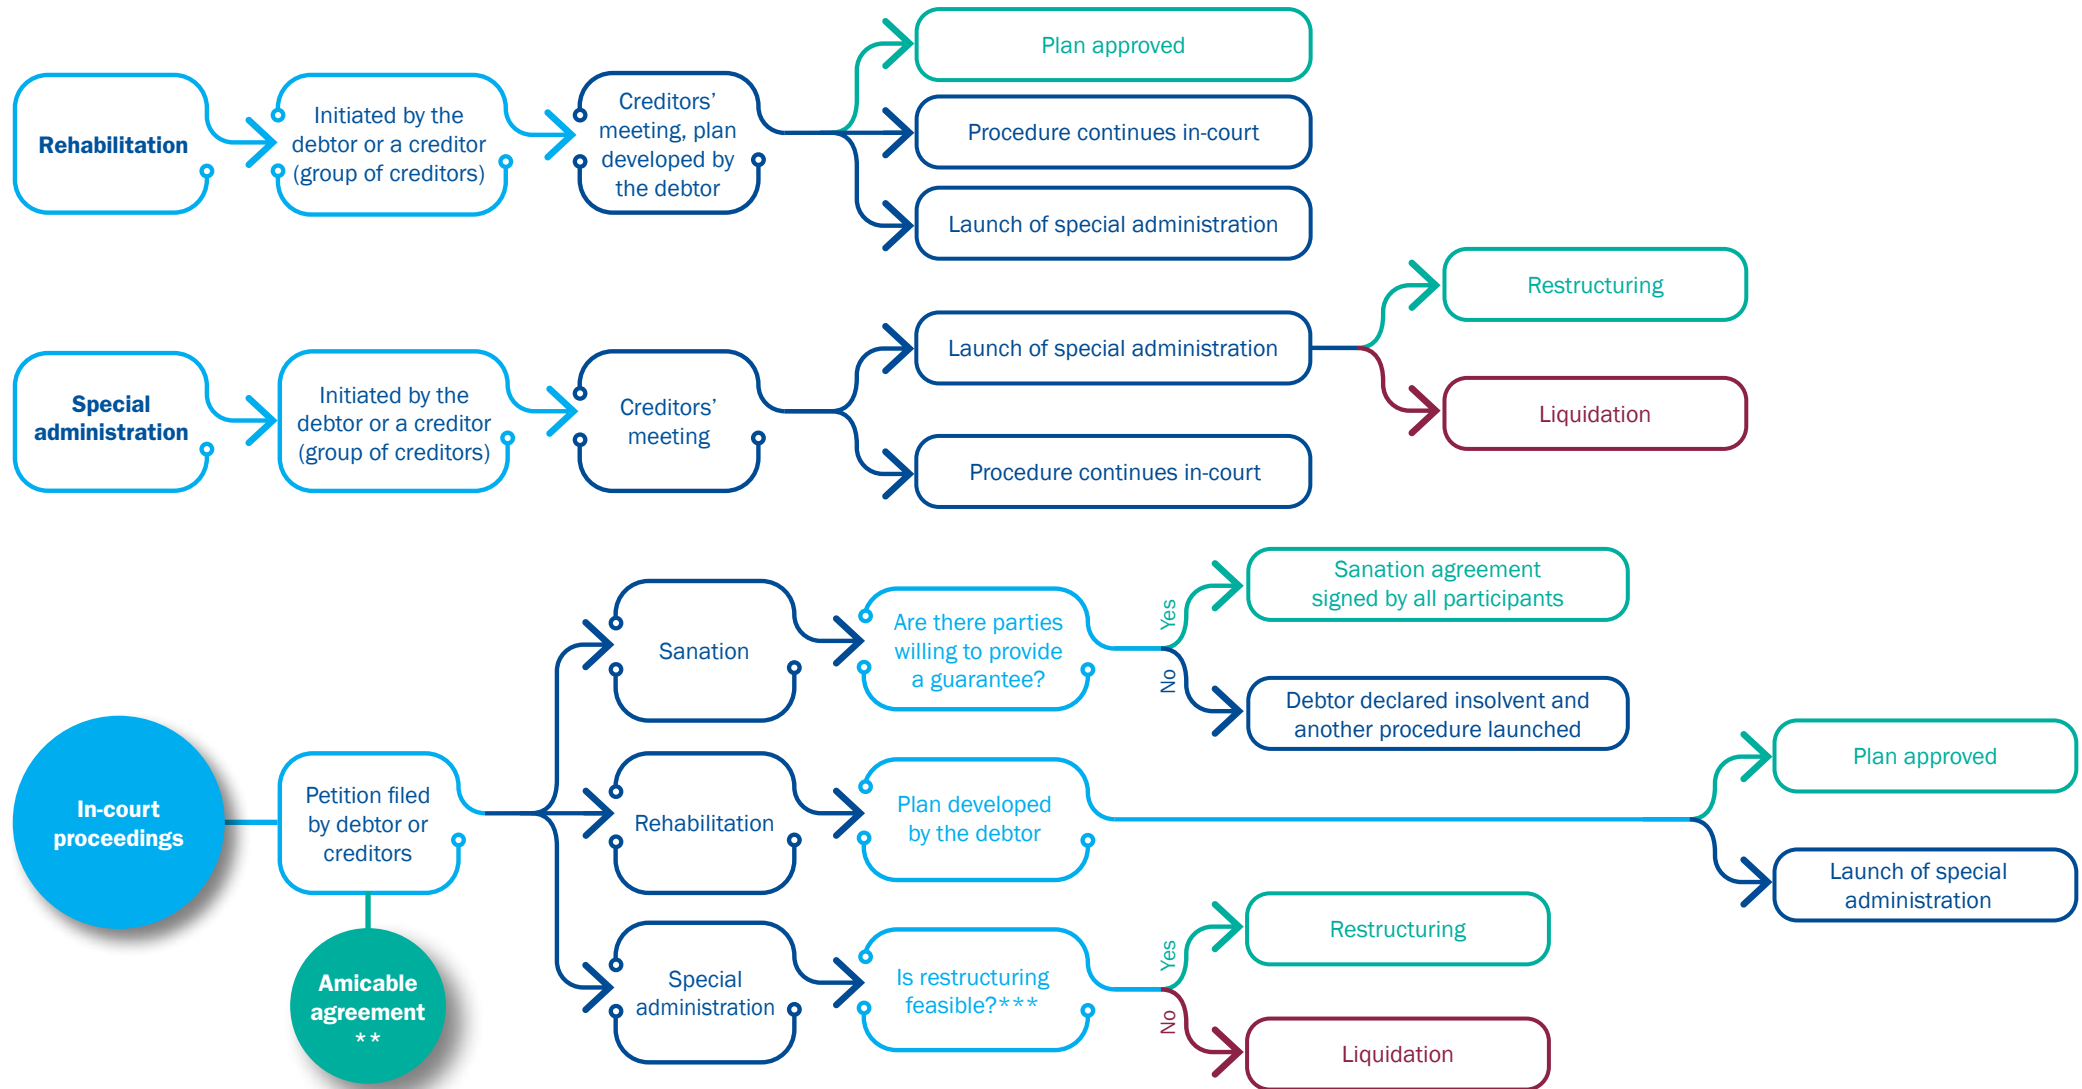 Rehabilitation
Initiated by the
debtor or a creditor
(group of creditors)
Creditors’
meeting, plan
developed by
the debtor
Plan approved
Procedure continues in-court
Launch of special administration
Special
administration
Initiated by the
debtor or a creditor
(group of creditors)
Creditors’
meeting
Launch of special administration
Procedure continues in-court
Restructuring
Liquidation
In-court
proceedings
Petition filed
by debtor or
creditors
Amicable
agreement
**
Sanation
Are there parties
willing to provide
a guarantee?
Yes
No
Sanation agreement
signed by all participants
Debtor declared insolvent and
another procedure launched
Rehabilitation
Plan developed
by the debtor
Plan approved
Launch of special
administration
Special
administration
Is restructuring
feasible?***
Yes
No
Restructuring
Liquidation